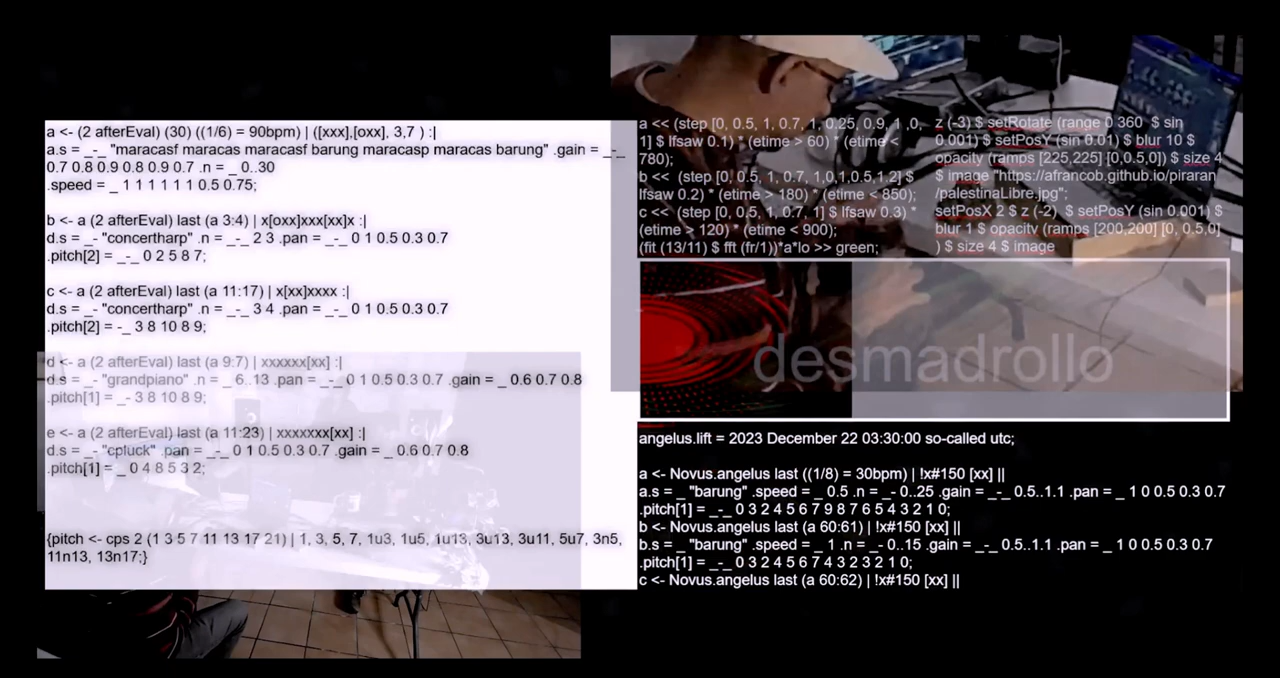 a <- (2 afterEval) (30) ((1/6) = 90bpm) | ([xxx],[oxx], 3,7 ) :|
a.s = _-_ "maracasf maracas maracasf barung maracasp maracas barung" .gain = _-_
0.7 0.8 0.9 0.8 0.9 0.7 .n = _ 0..30
.speed = _ 1 1 1 1 1 1 0.5 0.75;
b <- a (2 afterEval) last (a 3:4) | x[oxx]xxx[xx]x :|
d.s = _- "concertharp" .n = _-_ 2 3 .pan = _-_ 0 1 0.5 0.3 0.7
.pitch[2] = _-_ 0 2 5 8 7;
c <- a (2 afterEval) last (a 11:17) | x[xx]xxxx :|
d.s = _- "concertharp" .n = _-_ 3 4 .pan = _-_ 0 1 0.5 0.3 0.7
.pitch[2] = -_ 3 8 10 8 9;
d <- a (2 afterEval) last (a 9:7) | xxxxxx[xx] :|
d.s = _- "grandpiano" .n = _ 6..13 .pan = _-_ 0 1 0.5 0.3 0.7 .gain = _ 0.6 0.7 0.8
.pitch[1] = _- 3 8 10 8 9;
e <- a (2 afterEval) last (a 11:23) | xxxxxxx[xx] :|
d.s = _- "cpluck" .pan = _-_ 0 1 0.5 0.3 0.7 .gain = _ 0.6 0.7 0.8
.pitch[1] = _ 0 4 8 5 3 2;
{pitch <- cps 2 (1 3 5 7 11 13 17 21) | 1, 3, 5, 7, 1u3, 1u5, 1u13, 3u13, 3u11, 5u7, 3n5,
11n13, 13n17;}
a << (step [0, 0.5, 1, 0.7, 1, 0.25, 0.9, 1 ,0,
1] $ lfsaw 0.1) * (etime > 60) * (etime <
780);
b << (step [0, 0.5, 1, 0.7, 1,0,1,0.5,1.2] $
lfsaw 0.2) * (etime > 180) * (etime < 850);
c << (step [0, 0.5, 1, 0.7, 1] $ lfsaw 0.3) *
(etime > 120) * (etime < 900);
(fit (13/11) $ fft (fr/1))*a*lo >> green;
z (-3) $ setRotate (range 0 360 $ sin
0.001) $ setPosY (sin 0.01) $ blur 10 $
opacity (ramps [225,225] [0,0.5,0]) $ size 4
$ image "https://afrancob.github.io/piraran
/palestinaLibre.jpg";
setPosX 2 $ z (-2) $ setPosY (sin 0.001) $
blur 1 $ opacity (ramps [200,200] [0, 0.5,0]
) $ size 4 $ image
desmadrollo
angelus.lift = 2023 December 22 03:30:00 so-called utc;
a <- Novus.angelus last ((1/8) = 30bpm) | !x#150 [xx] ||
a.s = _ "barung" .speed = _ 0.5 .n = _- 0..25 .gain = _-_ 0.5..1.1 .pan = _ 1 0 0.5 0.3 0.7
.pitch[1] = _-_ 0 3 2 4 5 6 7 9 8 7 6 5 4 3 2 1 0;
b <- Novus.angelus last (a 60:61) | !x#150 [xx] ||
b.s = _ "barung" .speed = _ 1 .n = _- 0..15 .gain = _-_ 0.5..1.1 .pan = _ 1 0 0.5 0.3 0.7
.pitch[1] = _-_ 0 3 2 4 5 6 7 4 3 2 3 2 1 0;
c <- Novus.angelus last (a 60:62) | !x#150 [xx] ||